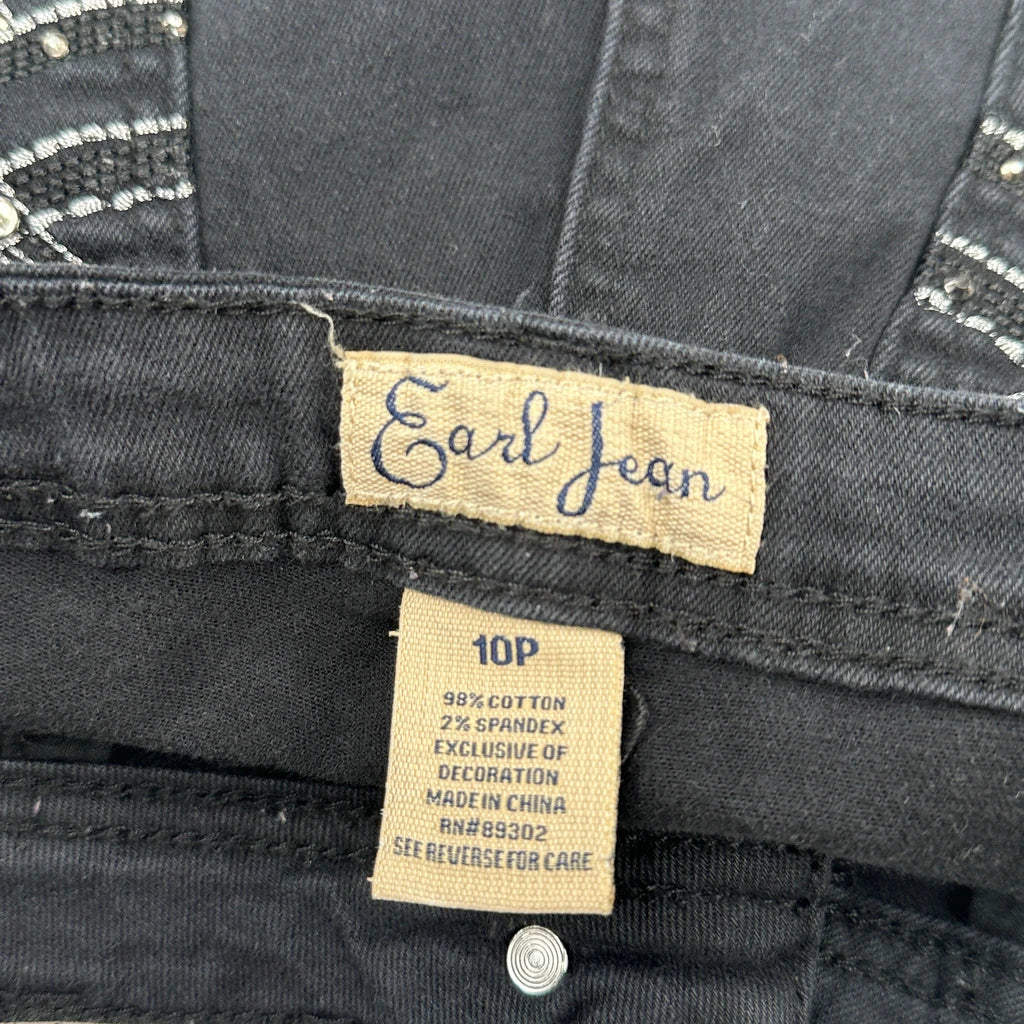 Earl Jean
10P
98% COTTON
2% SPANDEX
EXCLUSIVE OF
DECORATION
MADE IN CHINA
RN#89302
SEE REVERSE FOR CARE